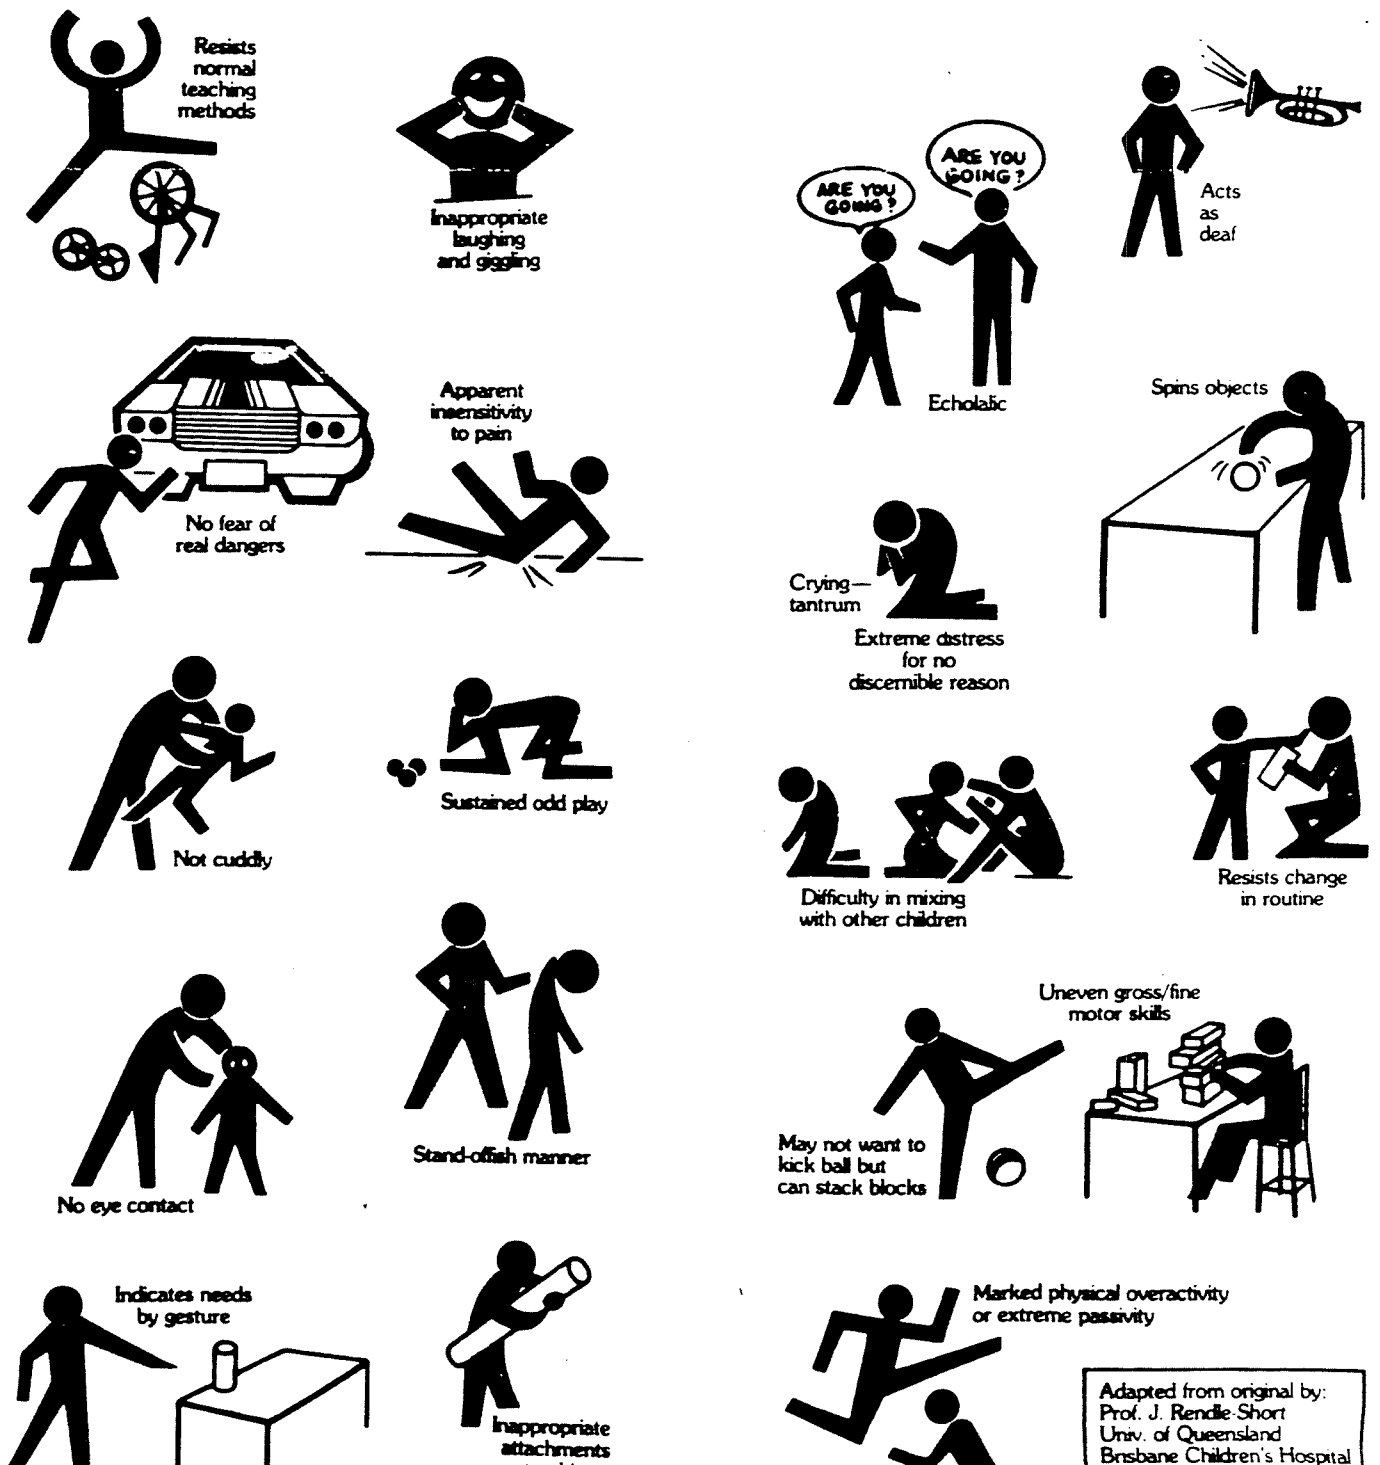 Resists
normal
teaching
methods
Inappropriate
laughing
and giggling
ARE YOU
GOING?
ARE YOU
GOING?
Echolalic
Acts
as
deaf
No fear of
real dangers
Apparent
insensitivity
to pain
Spins objects
Crying—
tantrum
Extreme distress
for no
discernible reason
Not cuddly
Sustained odd play
Difficulty in mixing
with other children
Resists change
in routine
No eye contact
Stand-offish manner
Uneven gross/fine
motor skills
May not want to
kick ball but
can stack blocks
Indicates needs
by gesture
Inappropriate
attachments
Marked physical overactivity
or extreme passivity
Adapted from original by:
Prof. J. Rendle-Short
Univ. of Queensland
Brisbane Children's Hospital